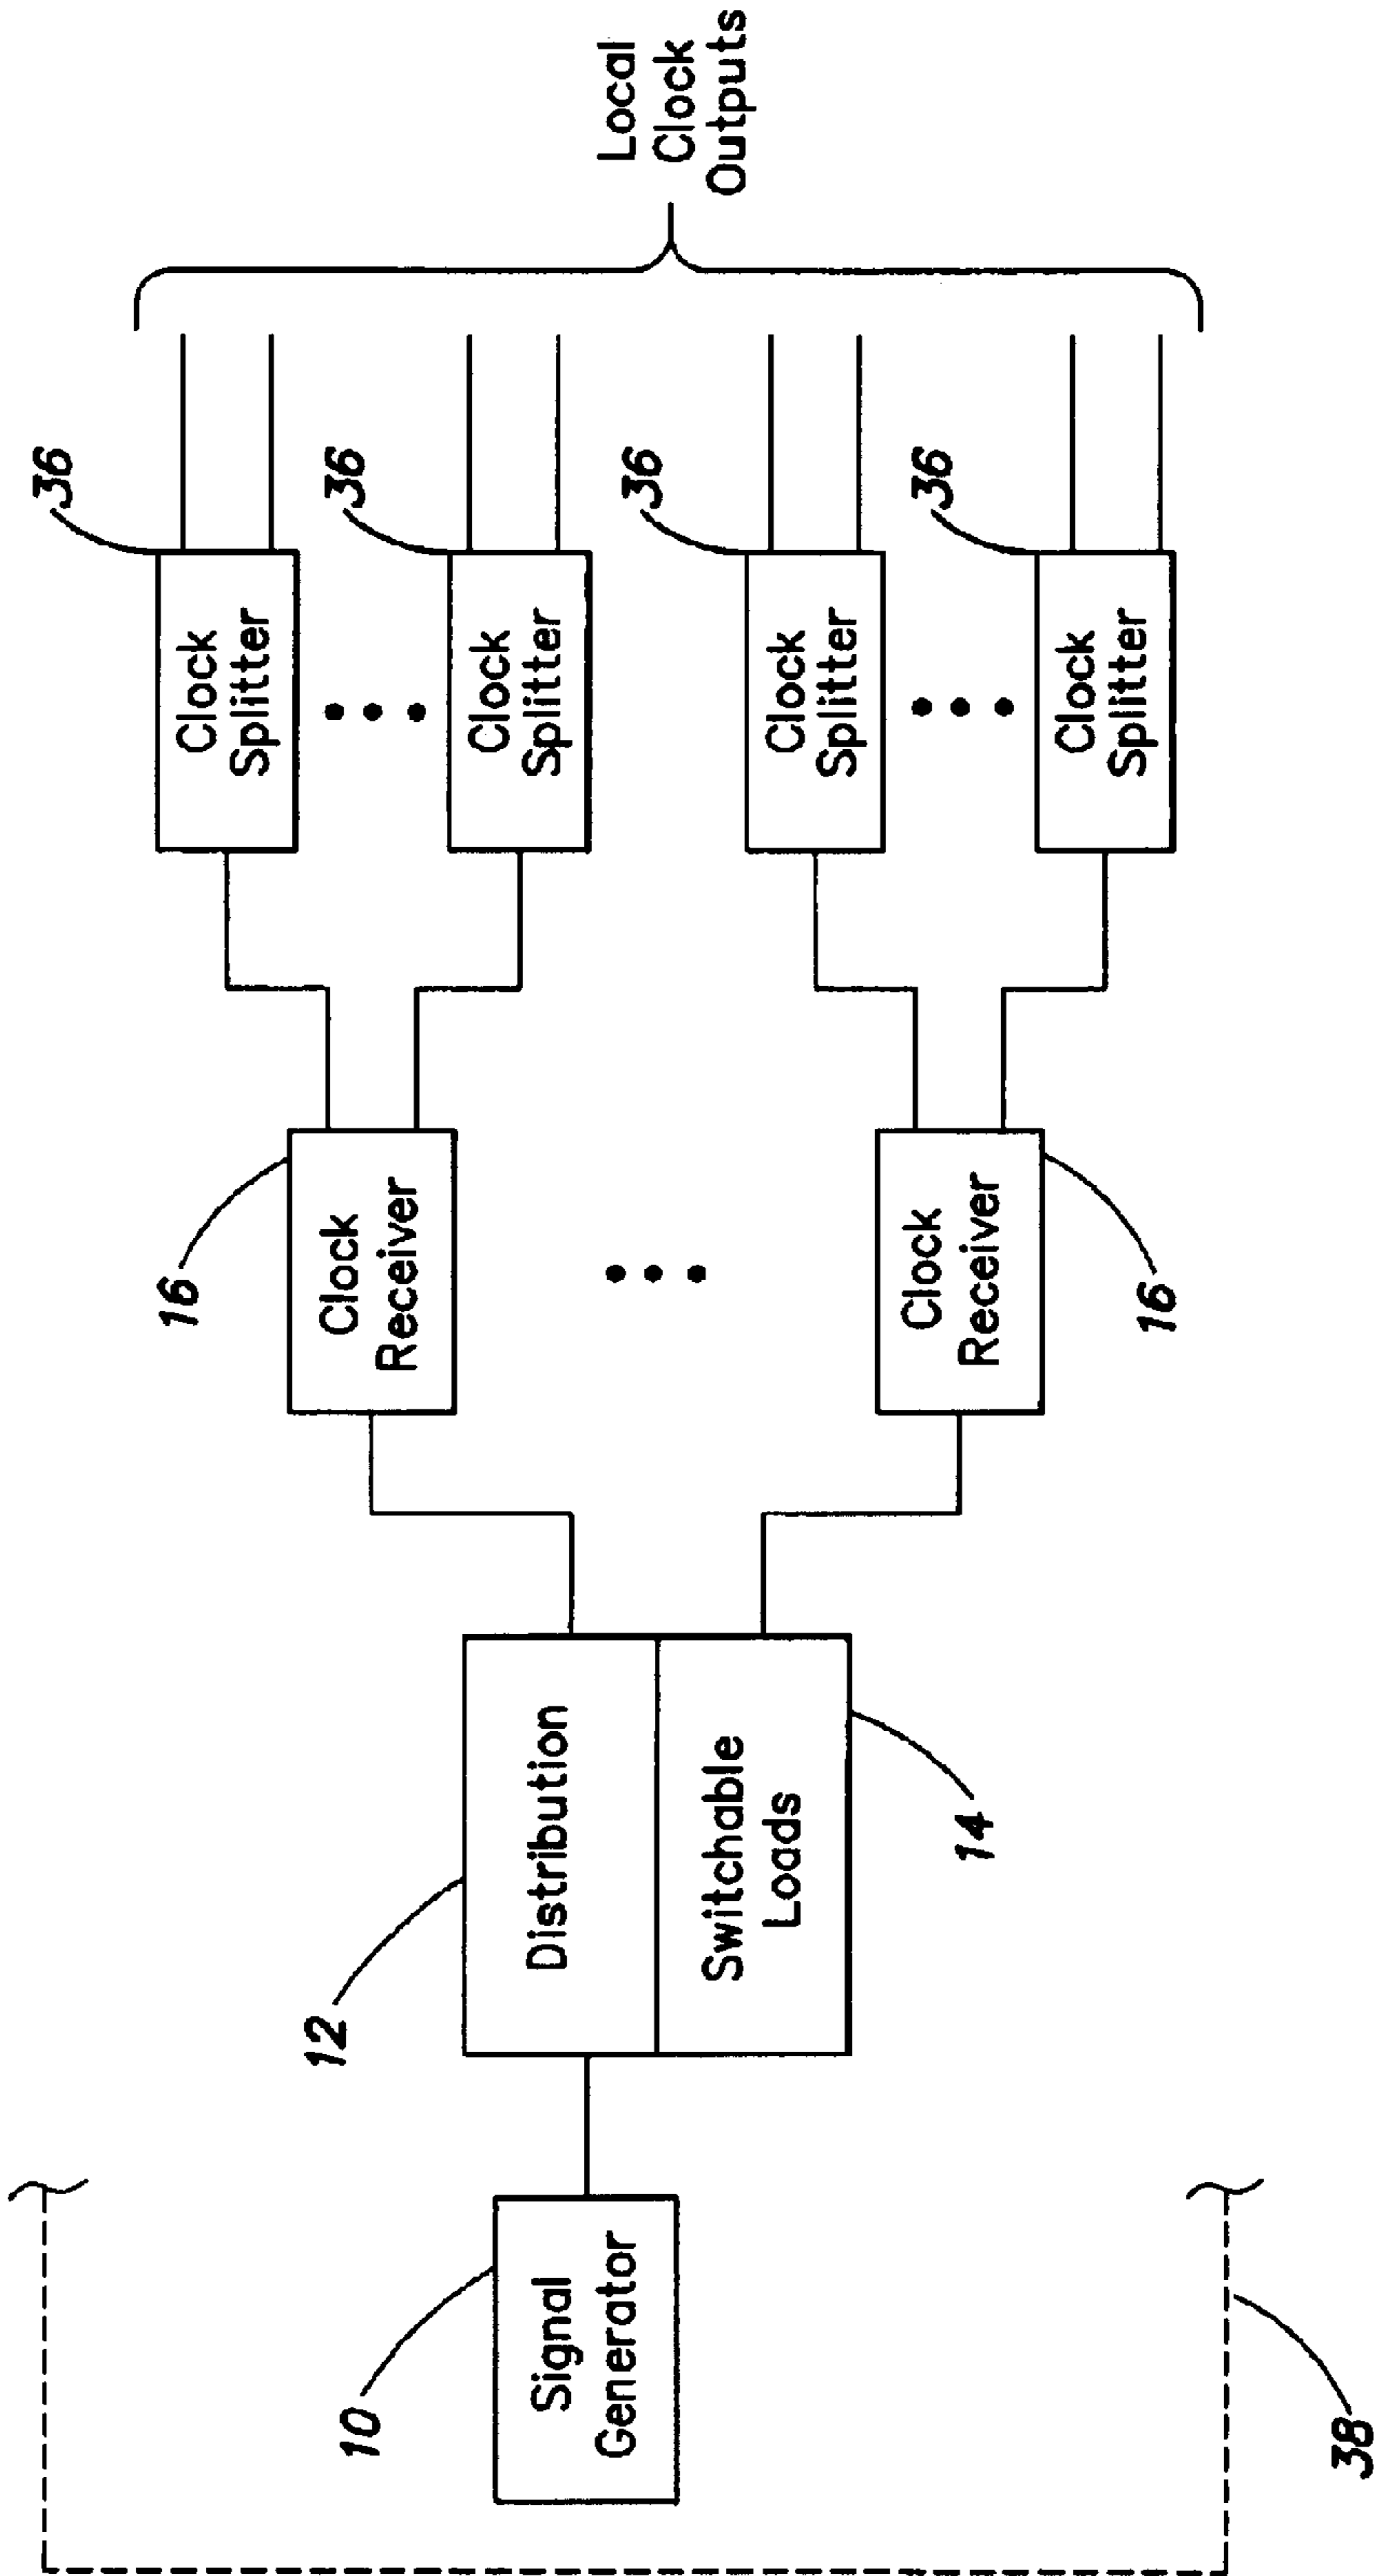 38
10
Signal
Generator
12
Distribution
Switchable
Loads
14
16
Clock
Receiver
Clock
Receiver
16
36
Clock
Splitter
36
Clock
Splitter
36
Clock
Splitter
36
Clock
Splitter
Local
Clock
Outputs